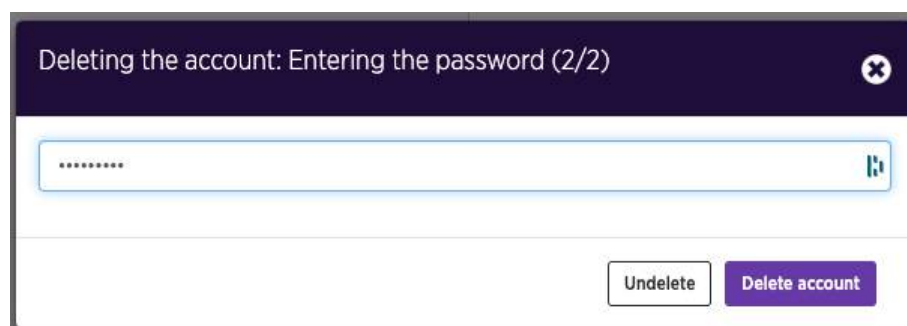 Deleting the account: Entering the password (2/2)
•••••••••
Undelete
Delete account